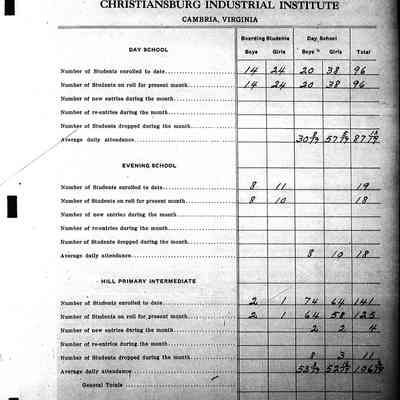 CHRISTIANSBURG INDUSTRIAL INSTITUTE
CAMBRIA, VIRGINIA
Boarding Students Day School
DAY SCHOOL Boys Girls Boys Girls Total
Number of Students enrolled to date 14 24 20 38 96
Number of Students on roll for present month 14 24 20 38 96
Number of new entries during the month
Number of re-entries during the month
Number of Students dropped during the month
Average daily attendance 30 57 87
EVENING SCHOOL
Number of Students enrolled to date 8 11 19
Number of Students on roll for present month 8 10 18
Number of new entries during the month
Number of re-entries during the month
Number of Students dropped during the month
Average daily attendance 8 10 18
HILL PRIMARY INTERMEDIATE
Number of Students enrolled to date 2 1 74 64 141
Number of Students on roll for present month 2 1 64 58 125
Number of new entries during the month 2 2 4
Number of re-entries during the month
Number of Students dropped during the month 8 3 11
Average daily attendance 53 52 106
General Totals